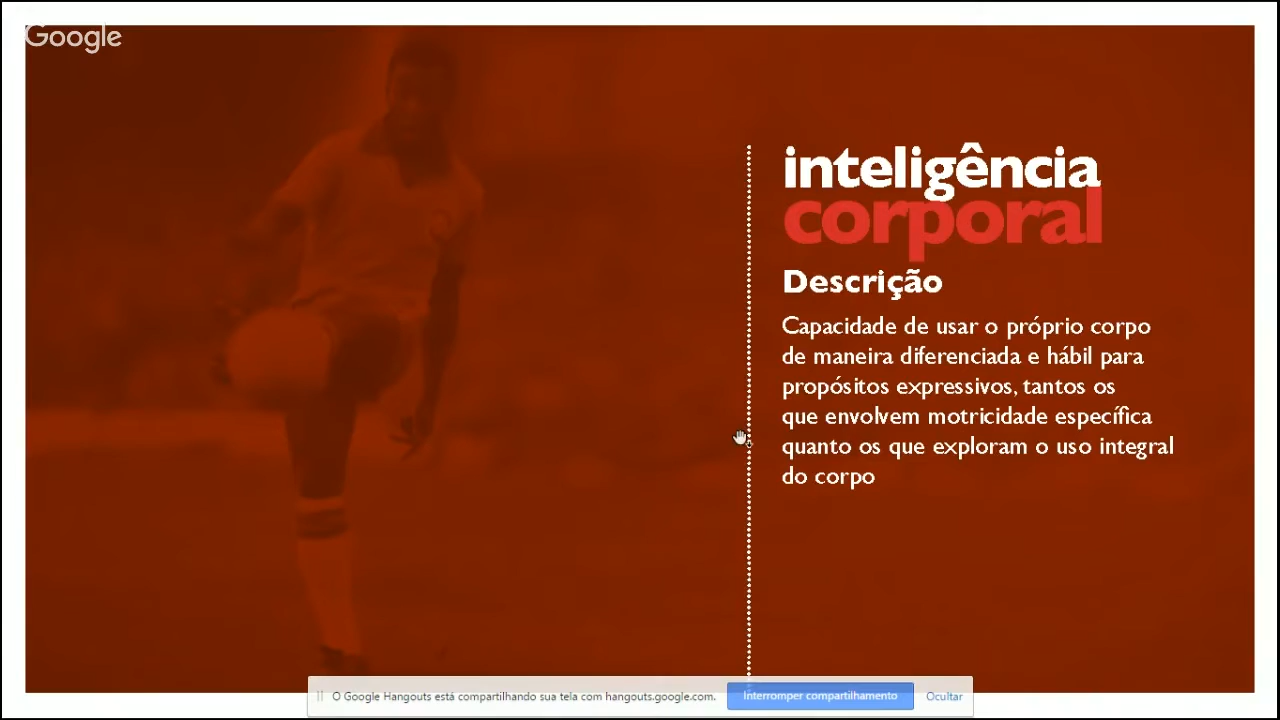 Google
inteligência
corporal
Descrição
Capacidade de usar o próprio corpo
de maneira diferenciada e hábil para
propósitos expressivos, tantos os
que envolvem motricidade específica
quanto os que exploram o uso integral
do corpo
O Google Hangouts está compartilhando sua tela com hangouts.google.com.
Interromper compartilhamento
Ocultar